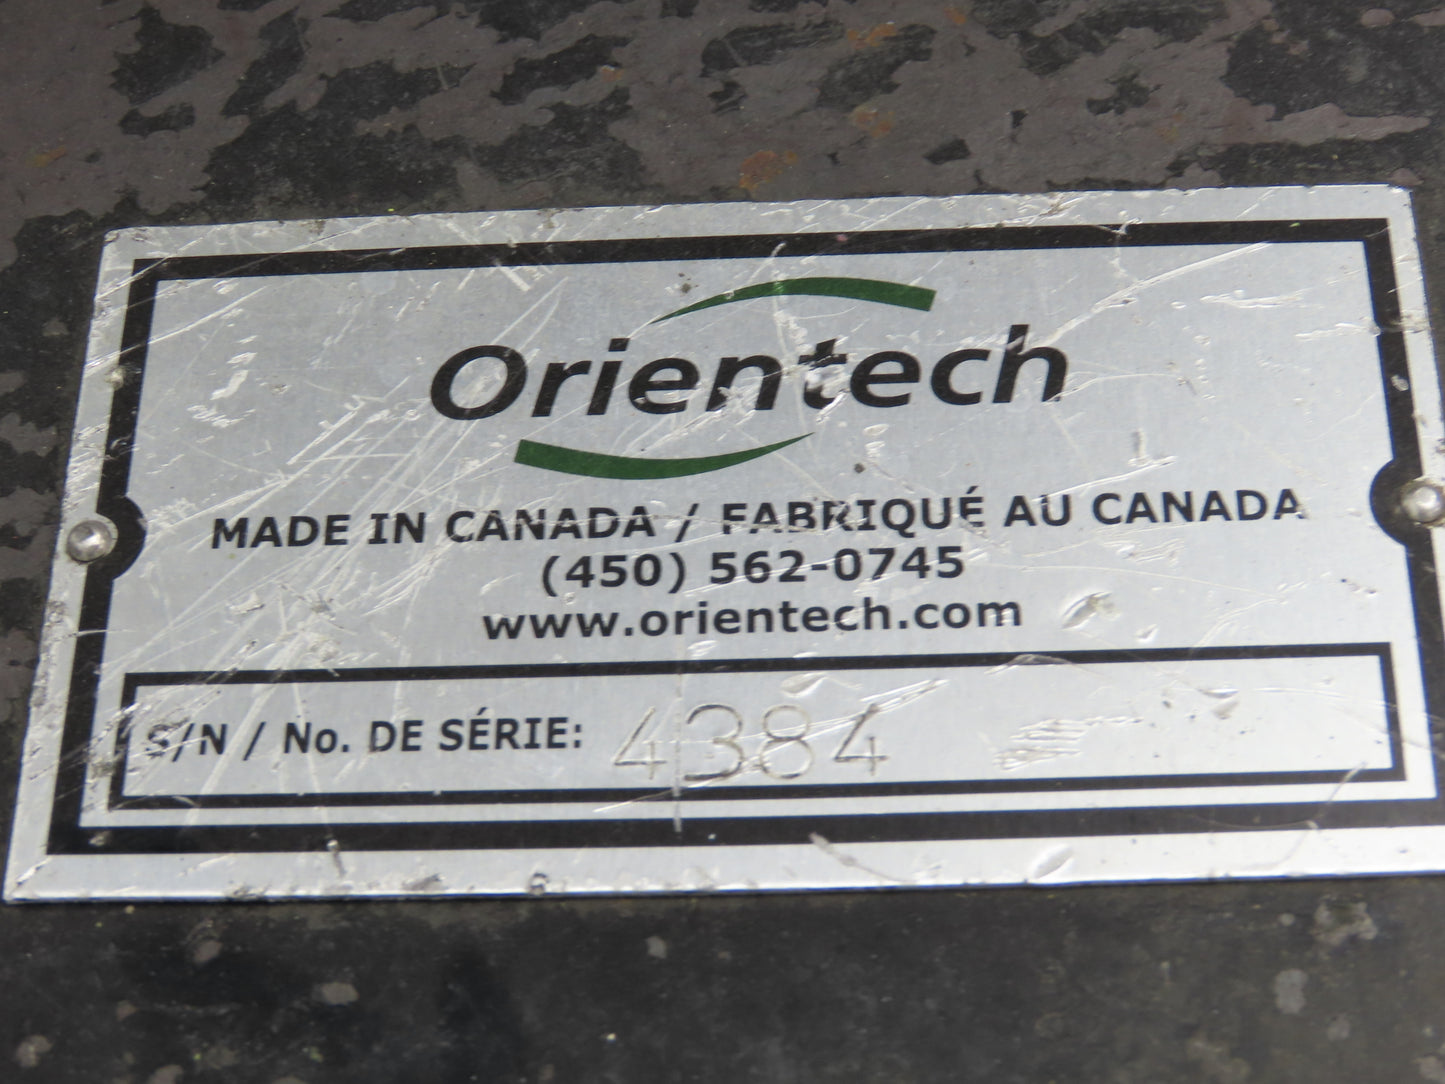 Orientech
MADE IN CANADA / FABRIQUÉ AU CANADA
(450) 562-0745
www.orientech.com
S/N / No. DE SÉRIE: 4384